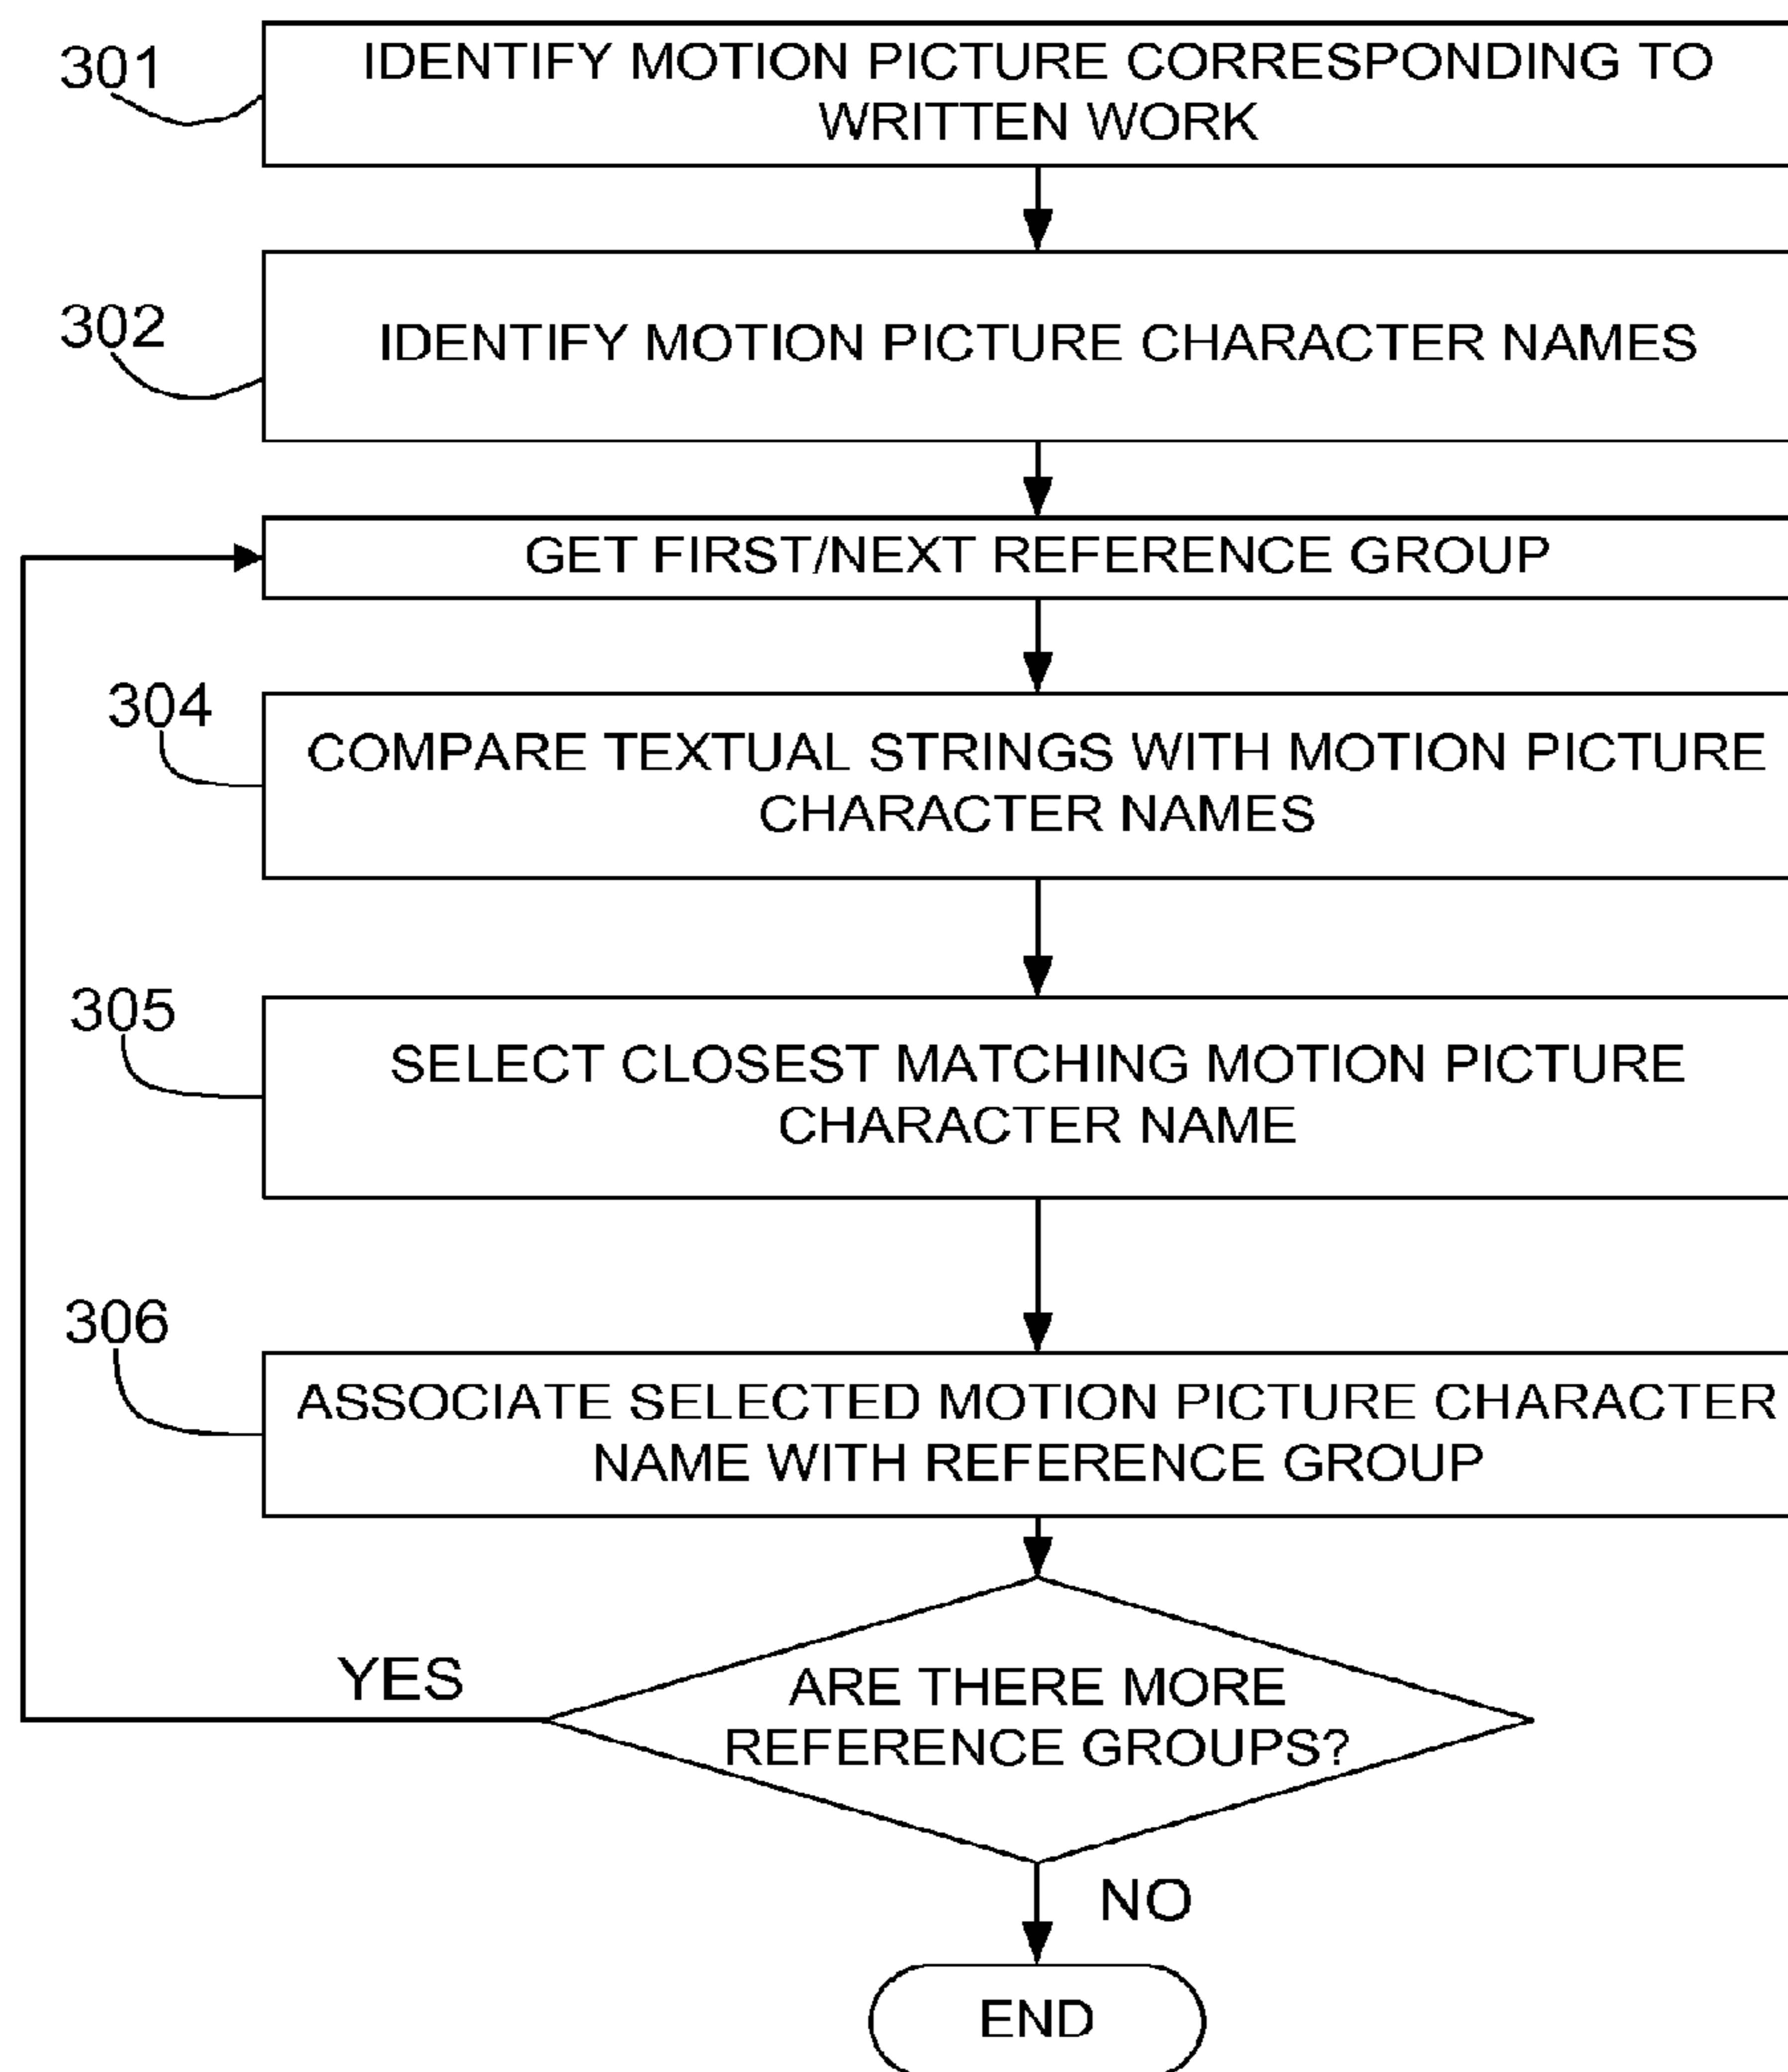 301
IDENTIFY MOTION PICTURE CORRESPONDING TO
WRITTEN WORK
302
IDENTIFY MOTION PICTURE CHARACTER NAMES
GET FIRST/NEXT REFERENCE GROUP
304
COMPARE TEXTUAL STRINGS WITH MOTION PICTURE
CHARACTER NAMES
305
SELECT CLOSEST MATCHING MOTION PICTURE
CHARACTER NAME
306
ASSOCIATE SELECTED MOTION PICTURE CHARACTER
NAME WITH REFERENCE GROUP
YES
ARE THERE MORE
REFERENCE GROUPS?
NO
END